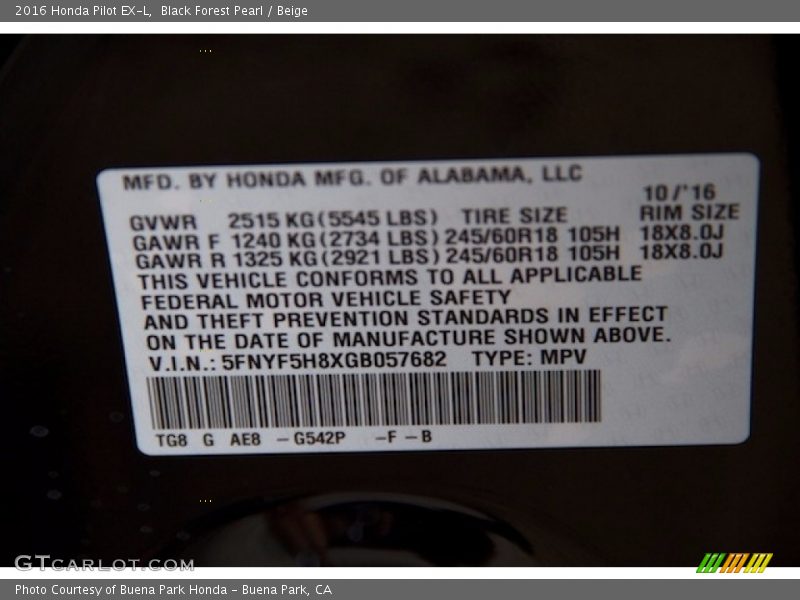 2016 Honda Pilot EX-L, Black Forest Pearl / Beige
MFD. BY HONDA MFG. OF ALABAMA, LLC
10/'16
GVWR 2515 KG(5545 LBS) TIRE SIZE RIM SIZE
GAWR F 1240 KG(2734 LBS) 245/60R18 105H 18X8.0J
GAWR R 1325 KG(2921 LBS) 245/60R18 105H 18X8.0J
THIS VEHICLE CONFORMS TO ALL APPLICABLE
FEDERAL MOTOR VEHICLE SAFETY
AND THEFT PREVENTION STANDARDS IN EFFECT
ON THE DATE OF MANUFACTURE SHOWN ABOVE.
V.I.N.: 5FNYF5H8XGB057682 TYPE: MPV
TG8 G AE8 -G542P -F-B
GTCARLOT.COM
Photo Courtesy of Buena Park Honda - Buena Park, CA